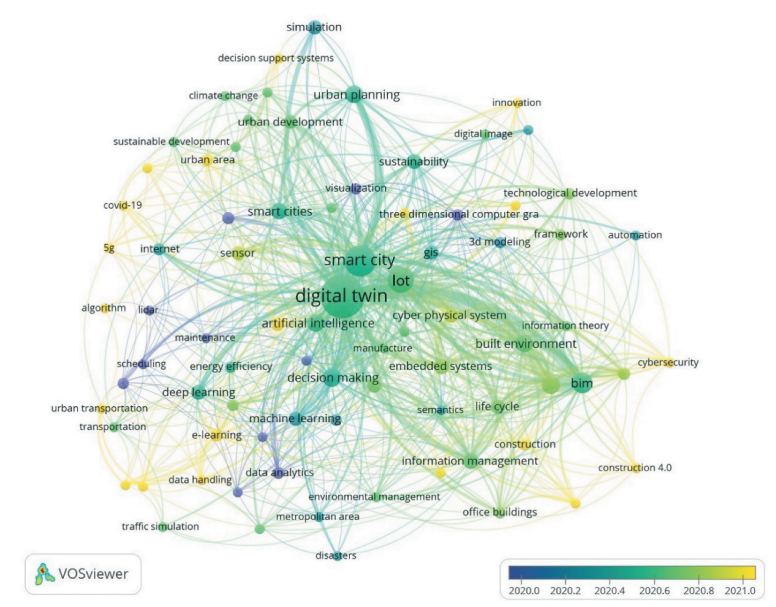 simulation
decision support systems
climate change
urban planning
innovation
urban development
digital image
sustainable development
urban area
sustainability
visualization
technological development
covid-19
smart cities
three dimensional computer gra
framework
automation
5g
internet
sensor
gis
3d modeling
smart city
Iot
digital twin
algorithm
lidar
cyber physical system
artificial intelligence
information theory
maintenance
manufacture
built environment
scheduling
energy efficiency
embedded systems
cybersecurity
decision making
bim
deep learning
urban transportation
semantics
life cycle
transportation
machine learning
e-learning
construction
information management
construction 4.0
data handling
data analytics
environmental management
office buildings
metropolitan area
traffic simulation
disasters
VOSviewer
2020.0 2020.2 2020.4 2020.6 2020.8 2021.0